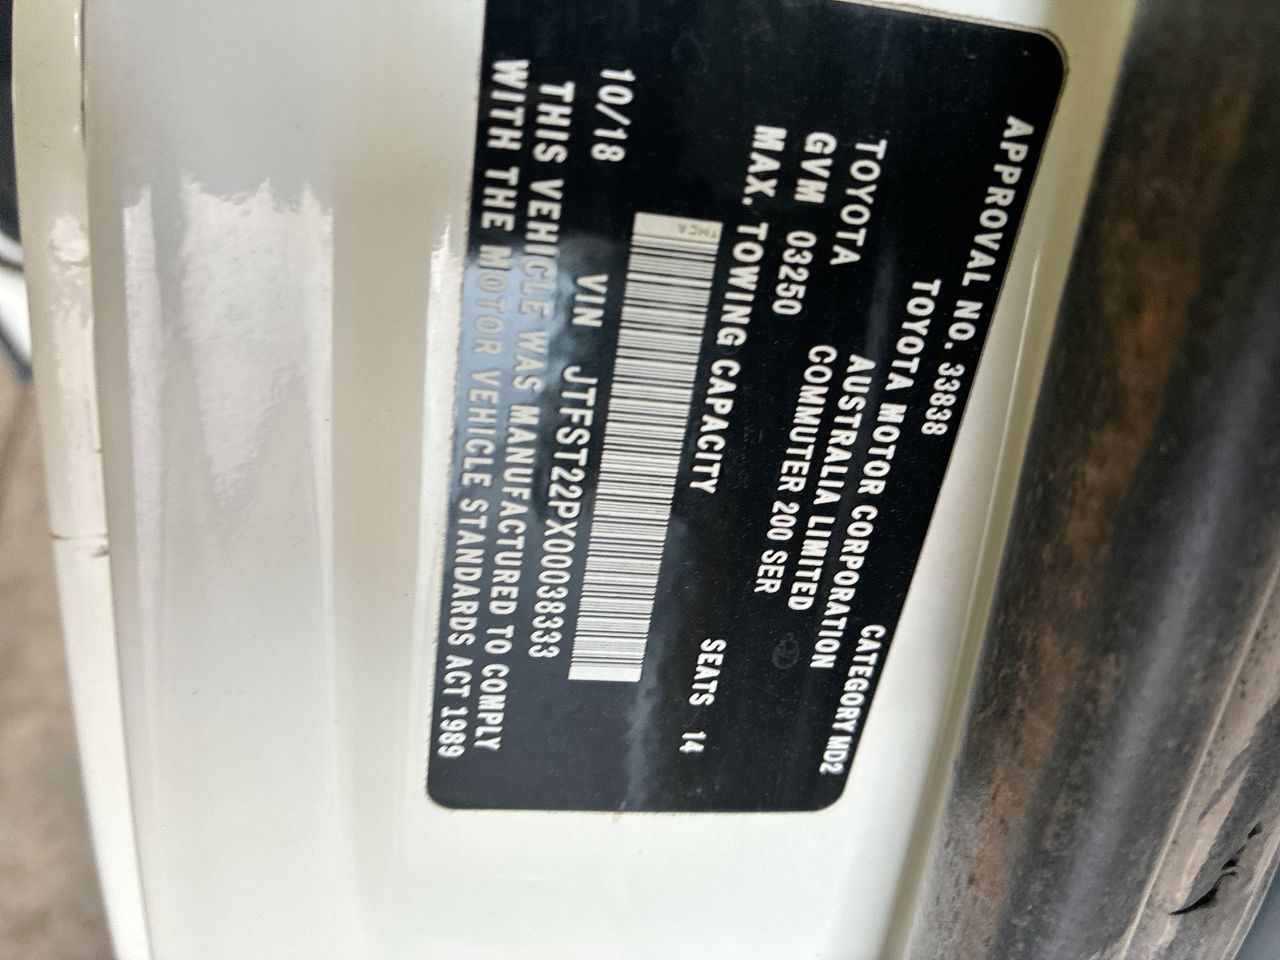 APPROVAL NO. 33838 CATEGORY MD2
TOYOTA
TOYOTA MOTOR CORPORATION
TOYOTA AUSTRALIA LIMITED
GVM 03250 COMMUTER 200 SER
MAX. TOWING CAPACITY SEATS 14
TMCA
10/18 VIN JTFST22PX00038333
THIS VEHICLE WAS MANUFACTURED TO COMPLY
WITH THE MOTOR VEHICLE STANDARDS ACT 1989